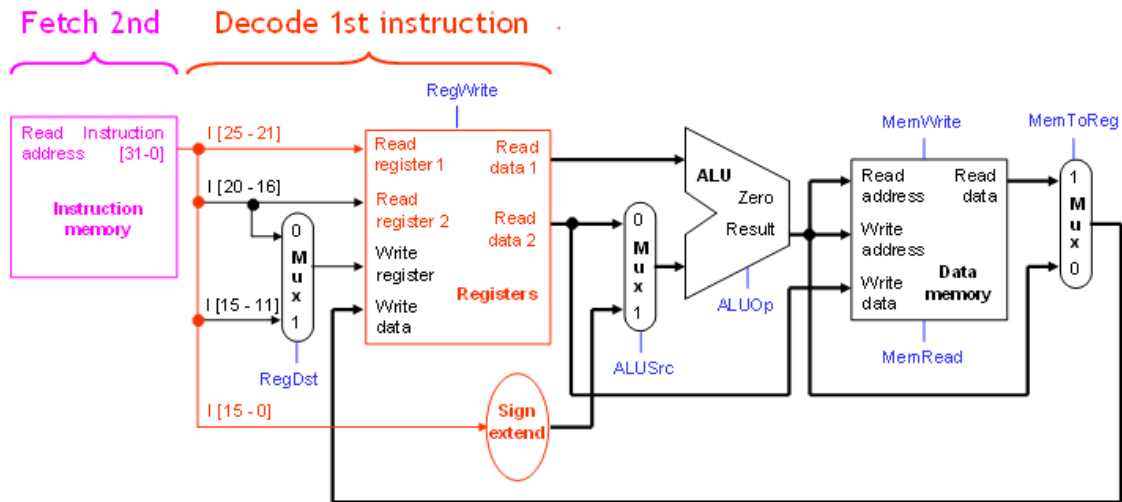 Fetch 2nd
Decode 1st instruction
RegWrite
MemWrite
MemToReg
Read Instruction
address [31-0]
Instruction
memory
I [25 - 21]
I [20 - 16]
I [15 - 11]
I [15 - 0]
0
M
u
x
1
RegDst
Read
register 1
Read
data 1
Read
register 2
Read
data 2
Write
register
Registers
Write
data
Sign
extend
0
M
u
x
1
ALUSrc
ALU
Zero
Result
ALUOp
Read
address
Read
data
Write
address
Write
data
Data
memory
MemRead
1
M
u
x
0